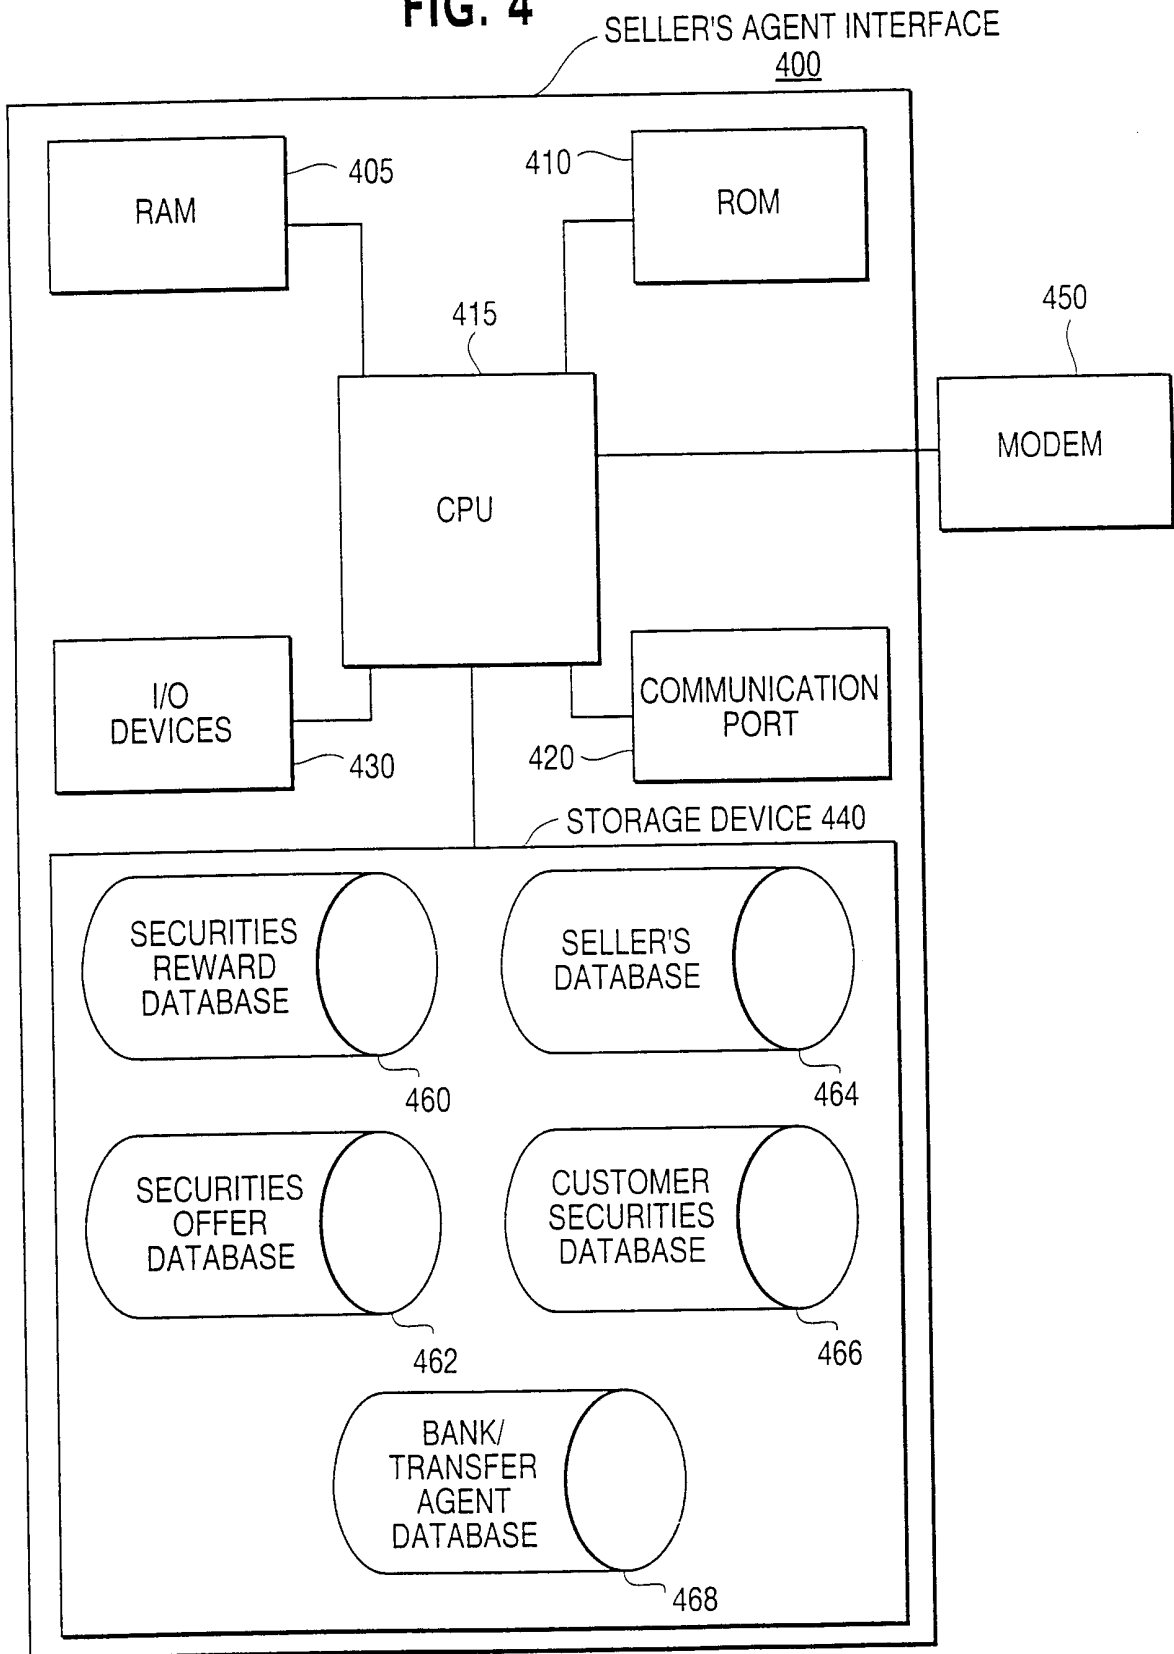 FIG. 4
SELLER'S AGENT INTERFACE
400
RAM
405
410
ROM
415
450
CPU
MODEM
I/O
DEVICES
430
COMMUNICATION
PORT
420
STORAGE DEVICE 440
SECURITIES
REWARD
DATABASE
460
SELLER'S
DATABASE
464
SECURITIES
OFFER
DATABASE
462
CUSTOMER
SECURITIES
DATABASE
466
BANK/
TRANSFER
AGENT
DATABASE
468